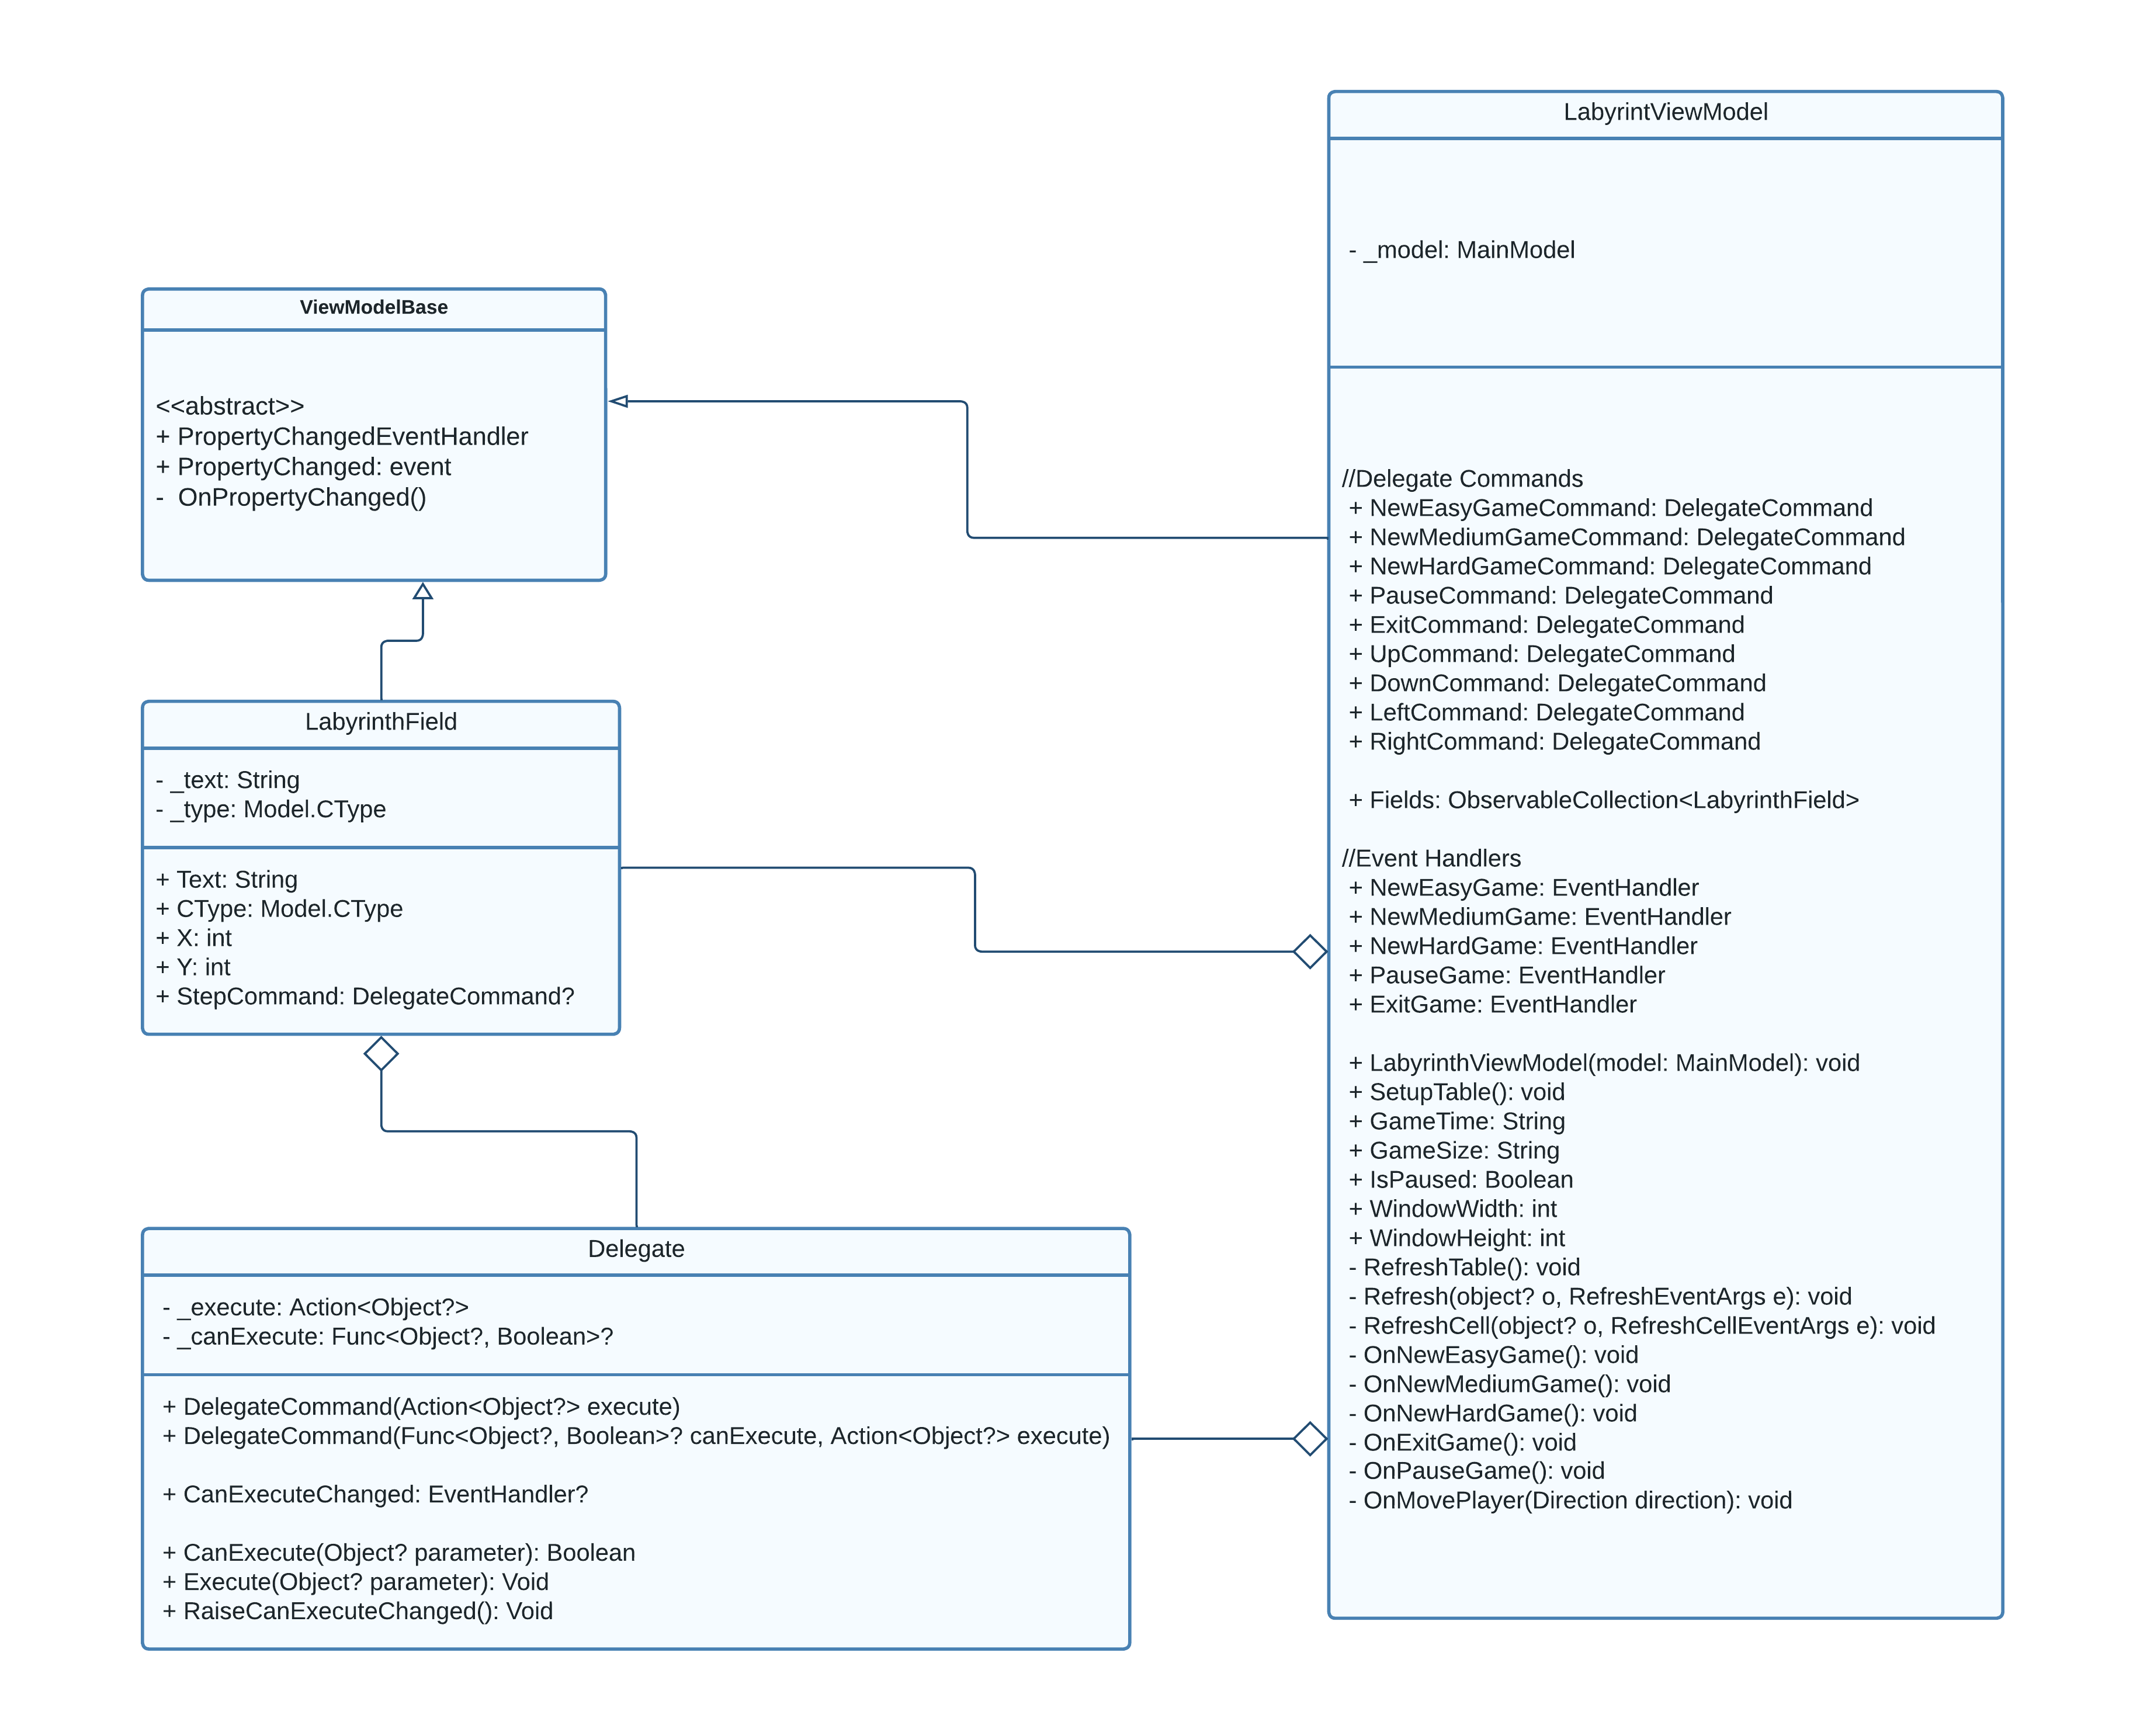 ViewModelBase
<<abstract>>
+ PropertyChangedEventHandler
+ PropertyChanged: event
- OnPropertyChanged()
LabyrinthField
- _text: String
- _type: Model.CType
+ Text: String
+ CType: Model.CType
+ X: int
+ Y: int
+ StepCommand: DelegateCommand?
Delegate
- _execute: Action<Object?>
- _canExecute: Func<Object?, Boolean>?
+ DelegateCommand(Action<Object?> execute)
+ DelegateCommand(Func<Object?, Boolean>? canExecute, Action<Object?> execute)
+ CanExecuteChanged: EventHandler?
+ CanExecute(Object? parameter): Boolean
+ Execute(Object? parameter): Void
+ RaiseCanExecuteChanged(): Void
LabyrintViewModel
- _model: MainModel
//Delegate Commands
+ NewEasyGameCommand: DelegateCommand
+ NewMediumGameCommand: DelegateCommand
+ NewHardGameCommand: DelegateCommand
+ PauseCommand: DelegateCommand
+ ExitCommand: DelegateCommand
+ UpCommand: DelegateCommand
+ DownCommand: DelegateCommand
+ LeftCommand: DelegateCommand
+ RightCommand: DelegateCommand
+ Fields: ObservableCollection<LabyrinthField>
//Event Handlers
+ NewEasyGame: EventHandler
+ NewMediumGame: EventHandler
+ NewHardGame: EventHandler
+ PauseGame: EventHandler
+ ExitGame: EventHandler
+ LabyrinthViewModel(model: MainModel): void
+ SetupTable(): void
+ GameTime: String
+ GameSize: String
+ IsPaused: Boolean
+ WindowWidth: int
+ WindowHeight: int
- RefreshTable(): void
- Refresh(object? o, RefreshEventArgs e): void
- RefreshCell(object? o, RefreshCellEventArgs e): void
- OnNewEasyGame(): void
- OnNewMediumGame(): void
- OnNewHardGame(): void
- OnExitGame(): void
- OnPauseGame(): void
- OnMovePlayer(Direction direction): void